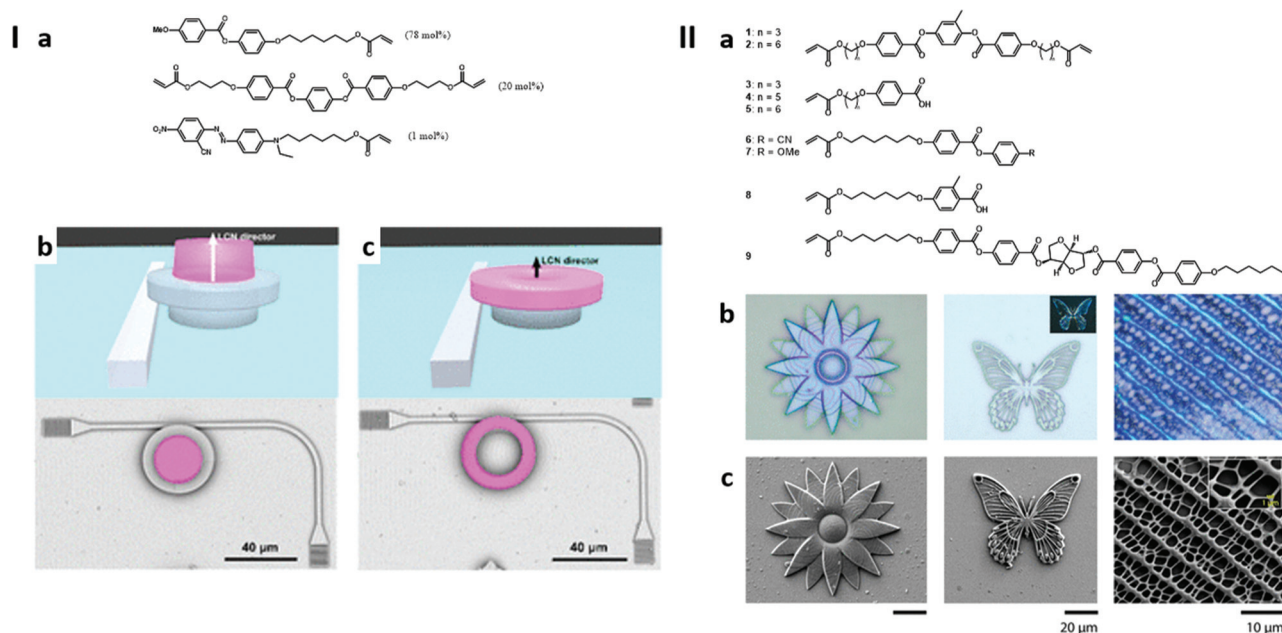 I a
MeO
O
O
O
O
O
(78 mol%)
O
O
O
O
O
O
O
O
O
O
(20 mol%)
O₂N
N
N
CN
N
O
O
(1 mol%)
b
LCN director
c
LCN director
40 µm
40 µm
II a
1: n = 3
2: n = 6
O
O
n
O
O
O
O
O
O
n
O
O
3: n = 3
4: n = 5
5: n = 6
O
O
n
O
O
OH
6: R = CN
7: R = OMe
O
O
O
O
O
R
8
O
O
O
O
OH
9
O
O
O
O
O
O
O
O
H
H
O
O
O
O
O
O
b
c
1 µm
20 µm
10 µm